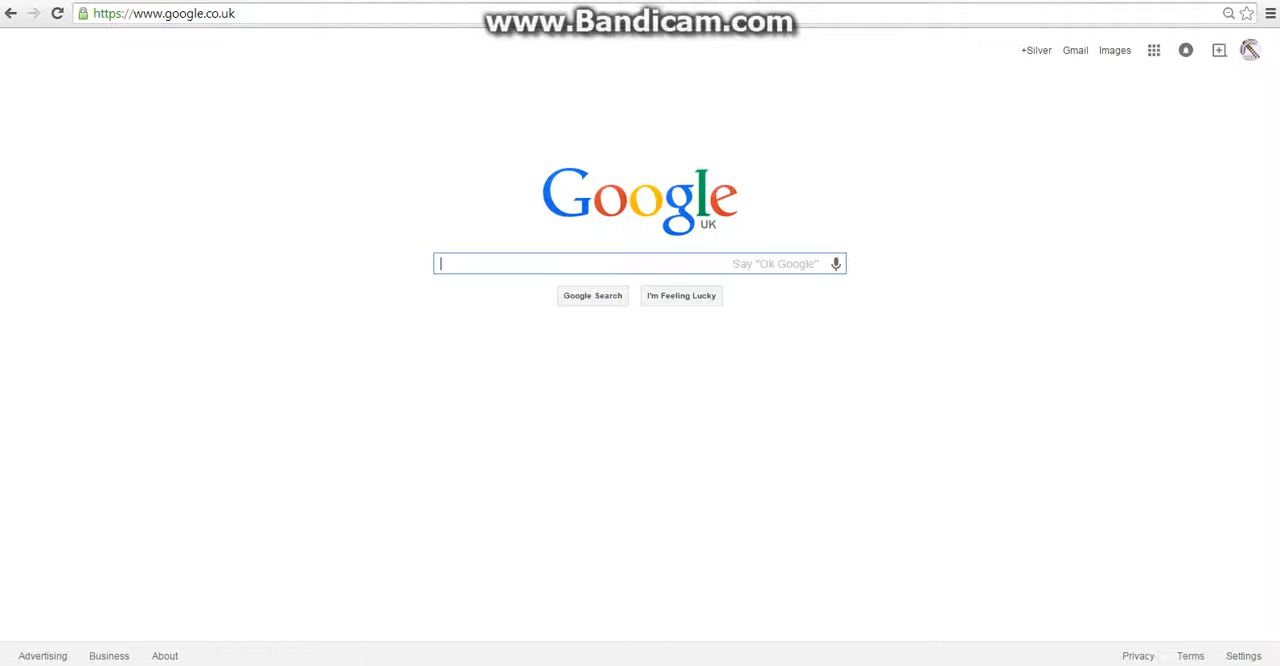 https://www.google.co.uk
www.Bandicam.com
+Silver Gmail Images
Google
UK
Say "Ok Google"
Google Search I'm Feeling Lucky
Advertising Business About Privacy Terms Settings